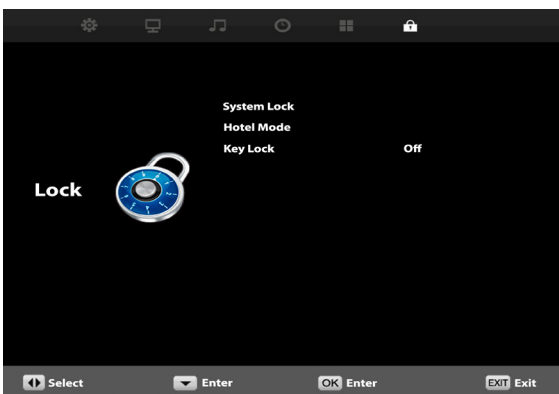 System Lock
Hotel Mode
Key Lock Off
Lock
Select Enter OK Enter EXIT Exit